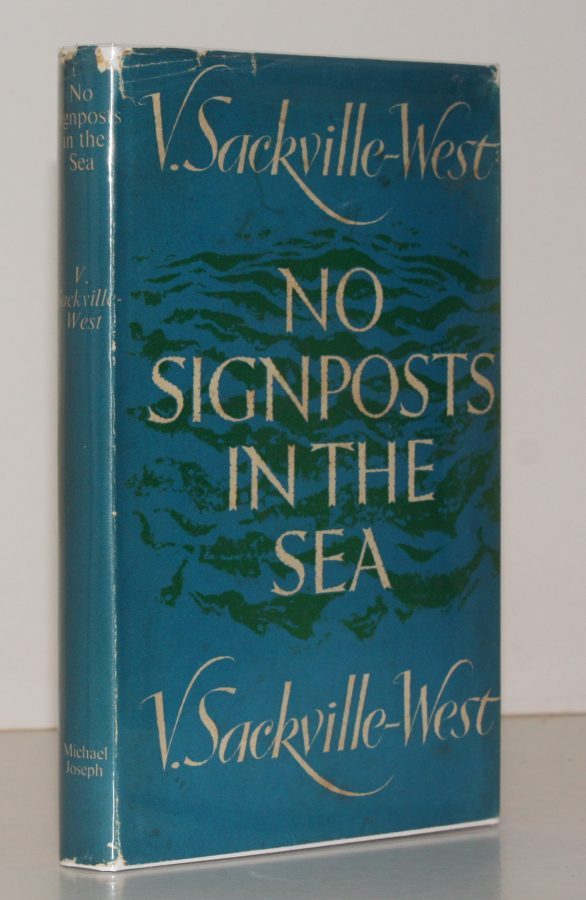 No
Signposts
in the
Sea
V.
Sackville-
West
Michael
Joseph
V. Sackville-West
NO
SIGNPOSTS
IN THE
SEA
V. Sackville-West